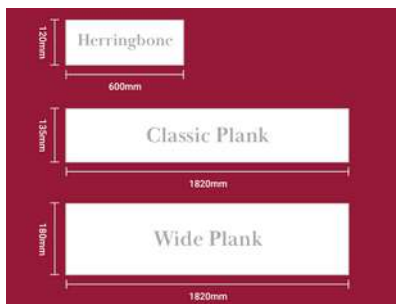 120mm
Herringbone
600mm
135mm
Classic Plank
1820mm
180mm
Wide Plank
1820mm